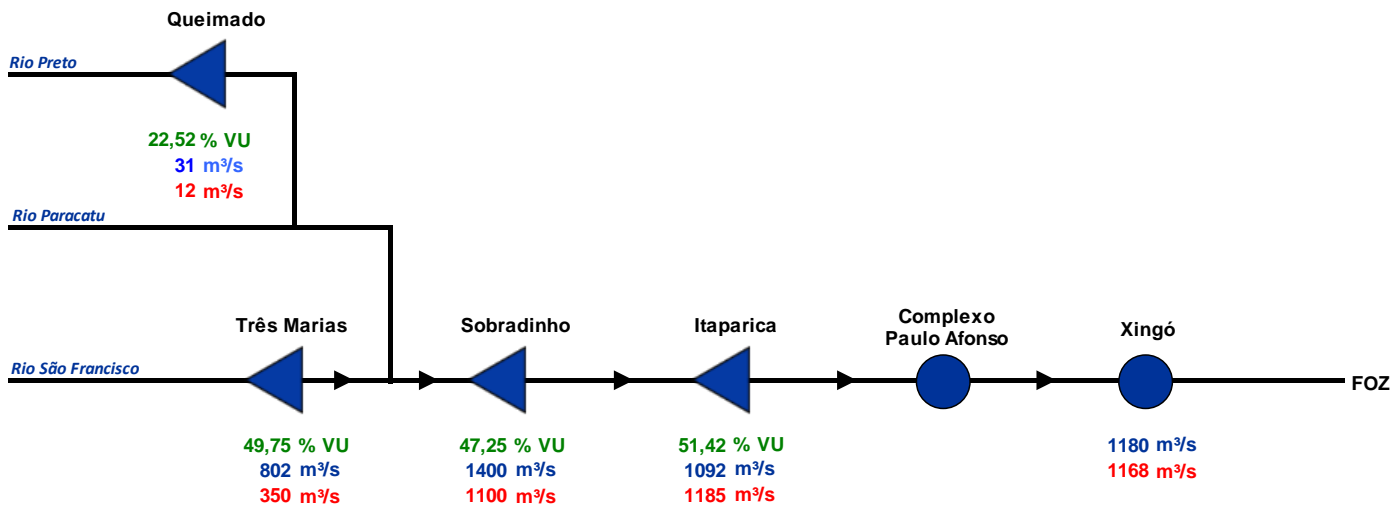 Queimado
Rio Preto
22,52 % VU
31 m³/s
12 m³/s
Rio Paracatu
Três Marias
Sobradinho
Itaparica
Complexo
Paulo Afonso
Xingó
Rio São Francisco
FOZ
49,75 % VU
802 m³/s
350 m³/s
47,25 % VU
1400 m³/s
1100 m³/s
51,42 % VU
1092 m³/s
1185 m³/s
1180 m³/s
1168 m³/s